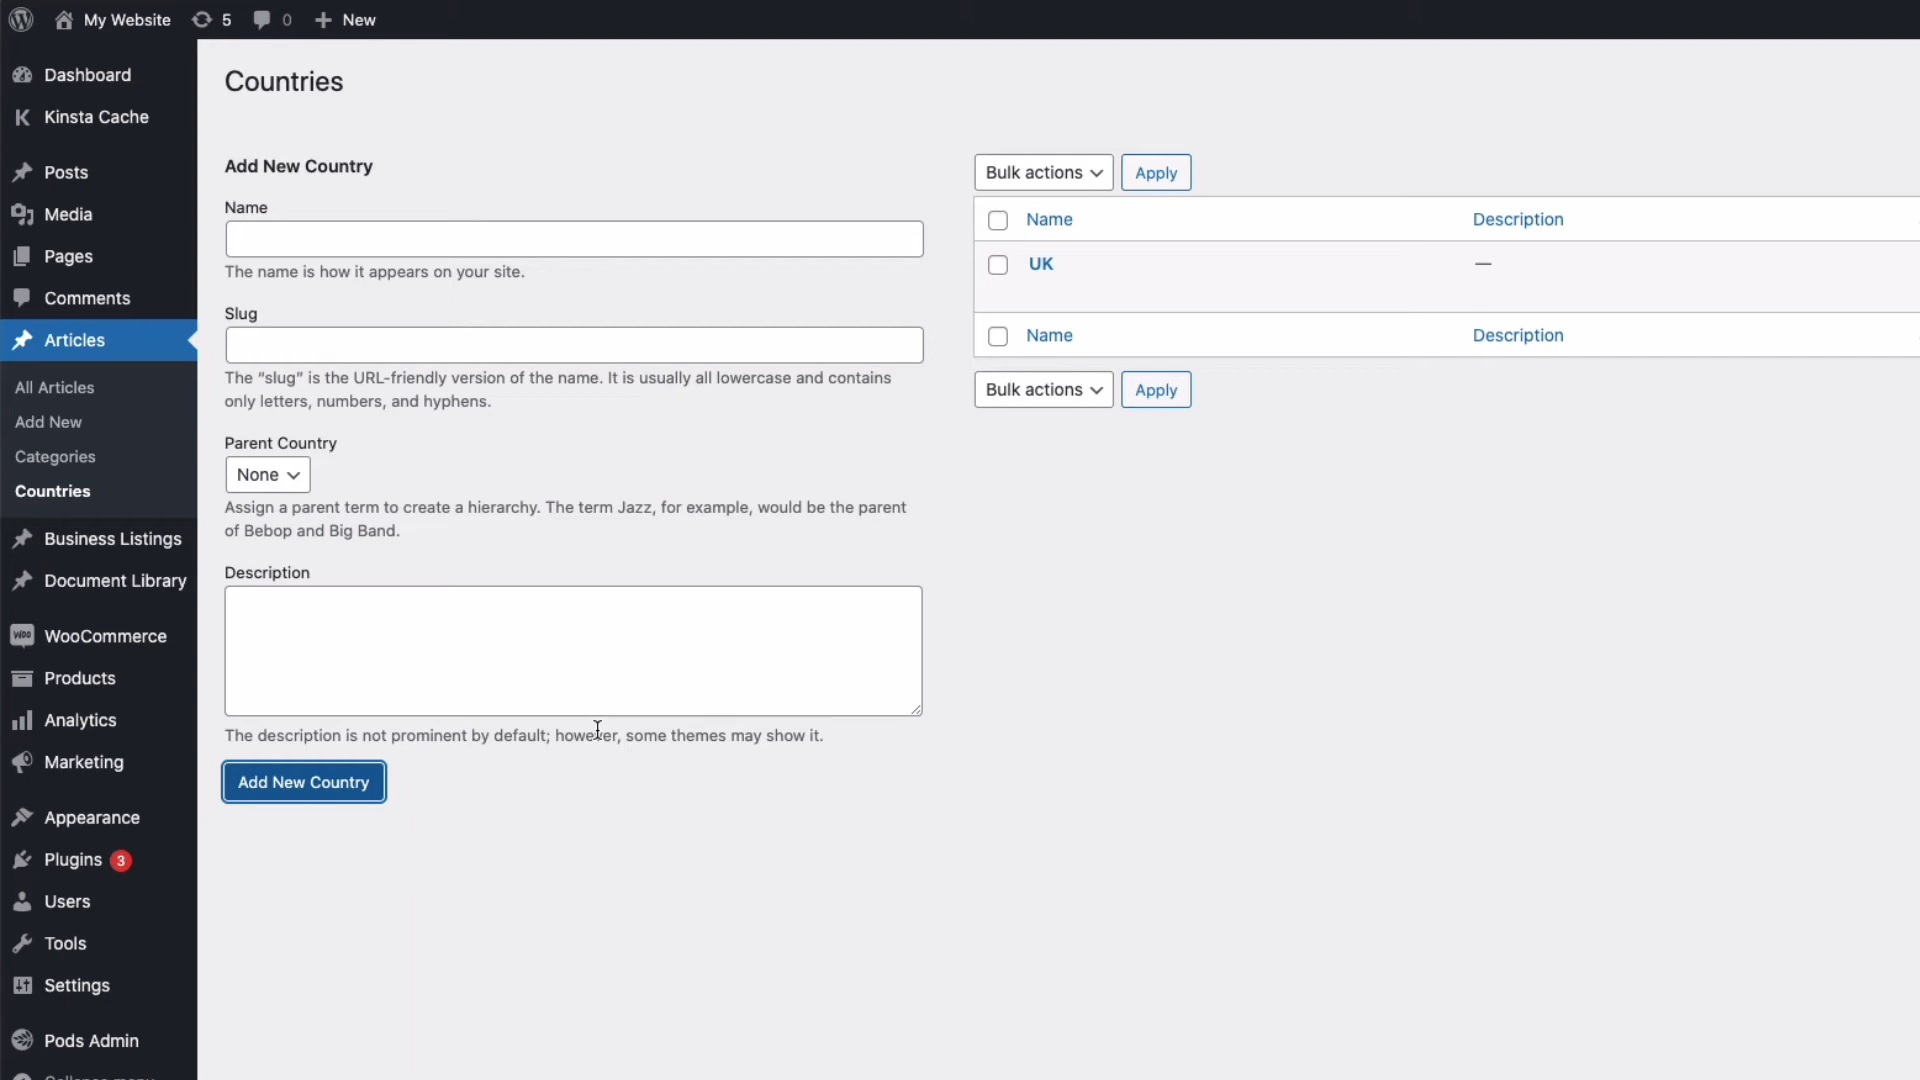 My Website 5 0 New
Dashboard
Kinsta Cache
Posts
Media
Pages
Comments
Articles
All Articles
Add New
Categories
Countries
Business Listings
Document Library
WooCommerce
Products
Analytics
Marketing
Appearance
Plugins 3
Users
Tools
Settings
Pods Admin
Collapse menu
Countries
Add New Country
Name
The name is how it appears on your site.
Slug
The “slug” is the URL-friendly version of the name. It is usually all lowercase and contains
only letters, numbers, and hyphens.
Parent Country
None
Assign a parent term to create a hierarchy. The term Jazz, for example, would be the parent
of Bebop and Big Band.
Description
The description is not prominent by default; however, some themes may show it.
Add New Country
Bulk actions Apply
Name Description
UK —
Name Description
Bulk actions Apply